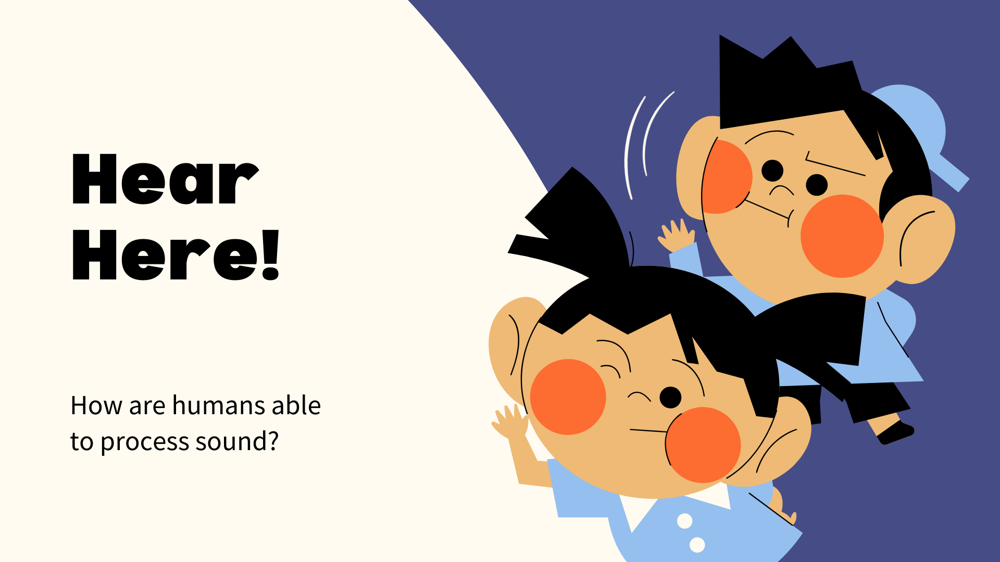 Hear
Here!
How are humans able
to process sound?